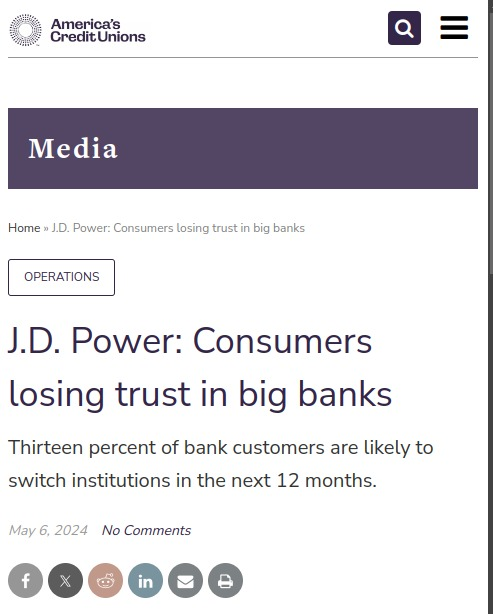 America's
Credit Unions
Media
Home » J.D. Power: Consumers losing trust in big banks
OPERATIONS
J.D. Power: Consumers
losing trust in big banks
Thirteen percent of bank customers are likely to
switch institutions in the next 12 months.
May 6, 2024 No Comments